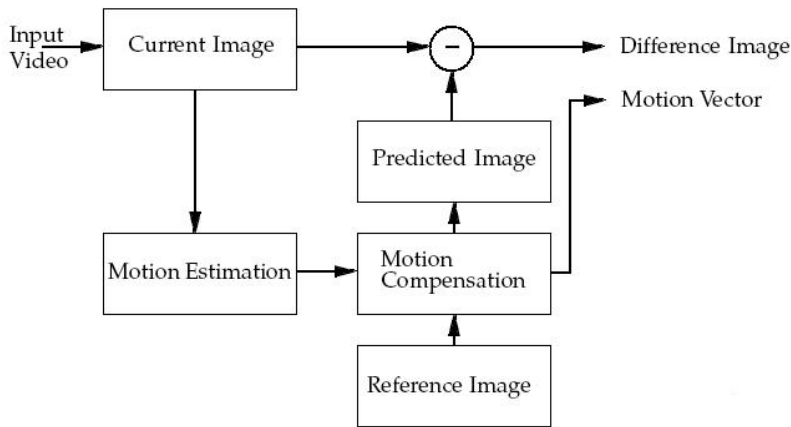 Input
Video
Current Image
-
Difference Image
Motion Vector
Predicted Image
Motion Estimation
Motion
Compensation
Reference Image